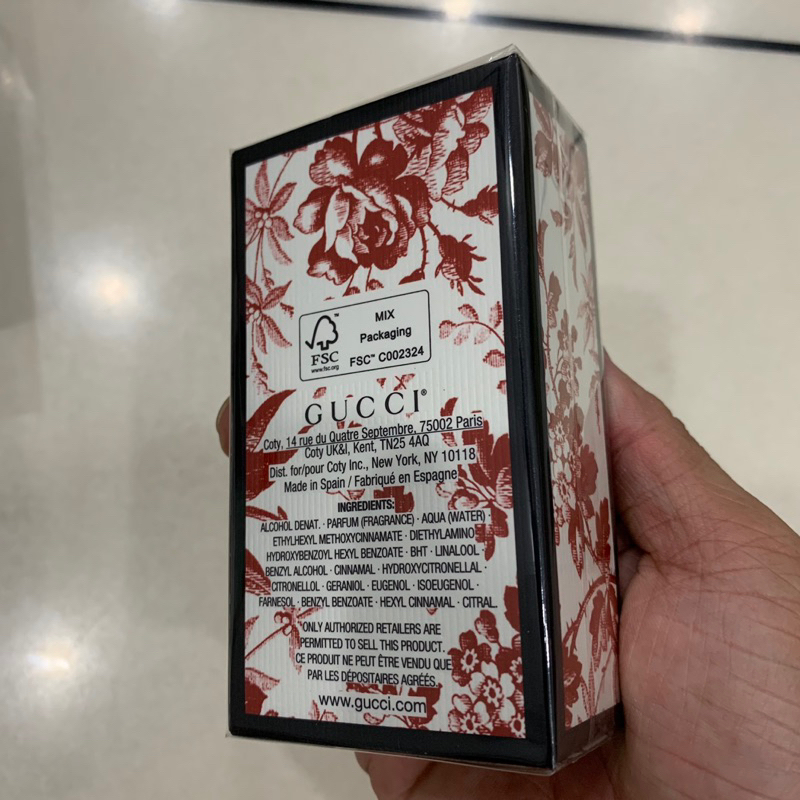 MIX
Packaging
FSC™ C002324
FSC
www.fsc.org
GUCCI®
Coty, 14 rue du Quatre Septembre, 75002 Paris
Coty UK&I, Kent, TN25 4AQ
Dist. for/pour Coty Inc., New York, NY 10118
Made in Spain / Fabriqué en Espagne
INGREDIENTS:
ALCOHOL DENAT. · PARFUM (FRAGRANCE) · AQUA (WATER) ·
ETHYLHEXYL METHOXYCINNAMATE · DIETHYLAMINO
HYDROXYBENZOYL HEXYL BENZOATE · BHT · LINALOOL ·
BENZYL ALCOHOL · CINNAMAL · HYDROXYCITRONELLAL ·
CITRONELLOL · GERANIOL · EUGENOL · ISOEUGENOL ·
FARNESOL · BENZYL BENZOATE · HEXYL CINNAMAL · CITRAL.
*ONLY AUTHORIZED RETAILERS ARE
PERMITTED TO SELL THIS PRODUCT.
CE PRODUIT NE PEUT ÊTRE VENDU QUE
PAR LES DÉPOSITAIRES AGRÉÉS.
www.gucci.com